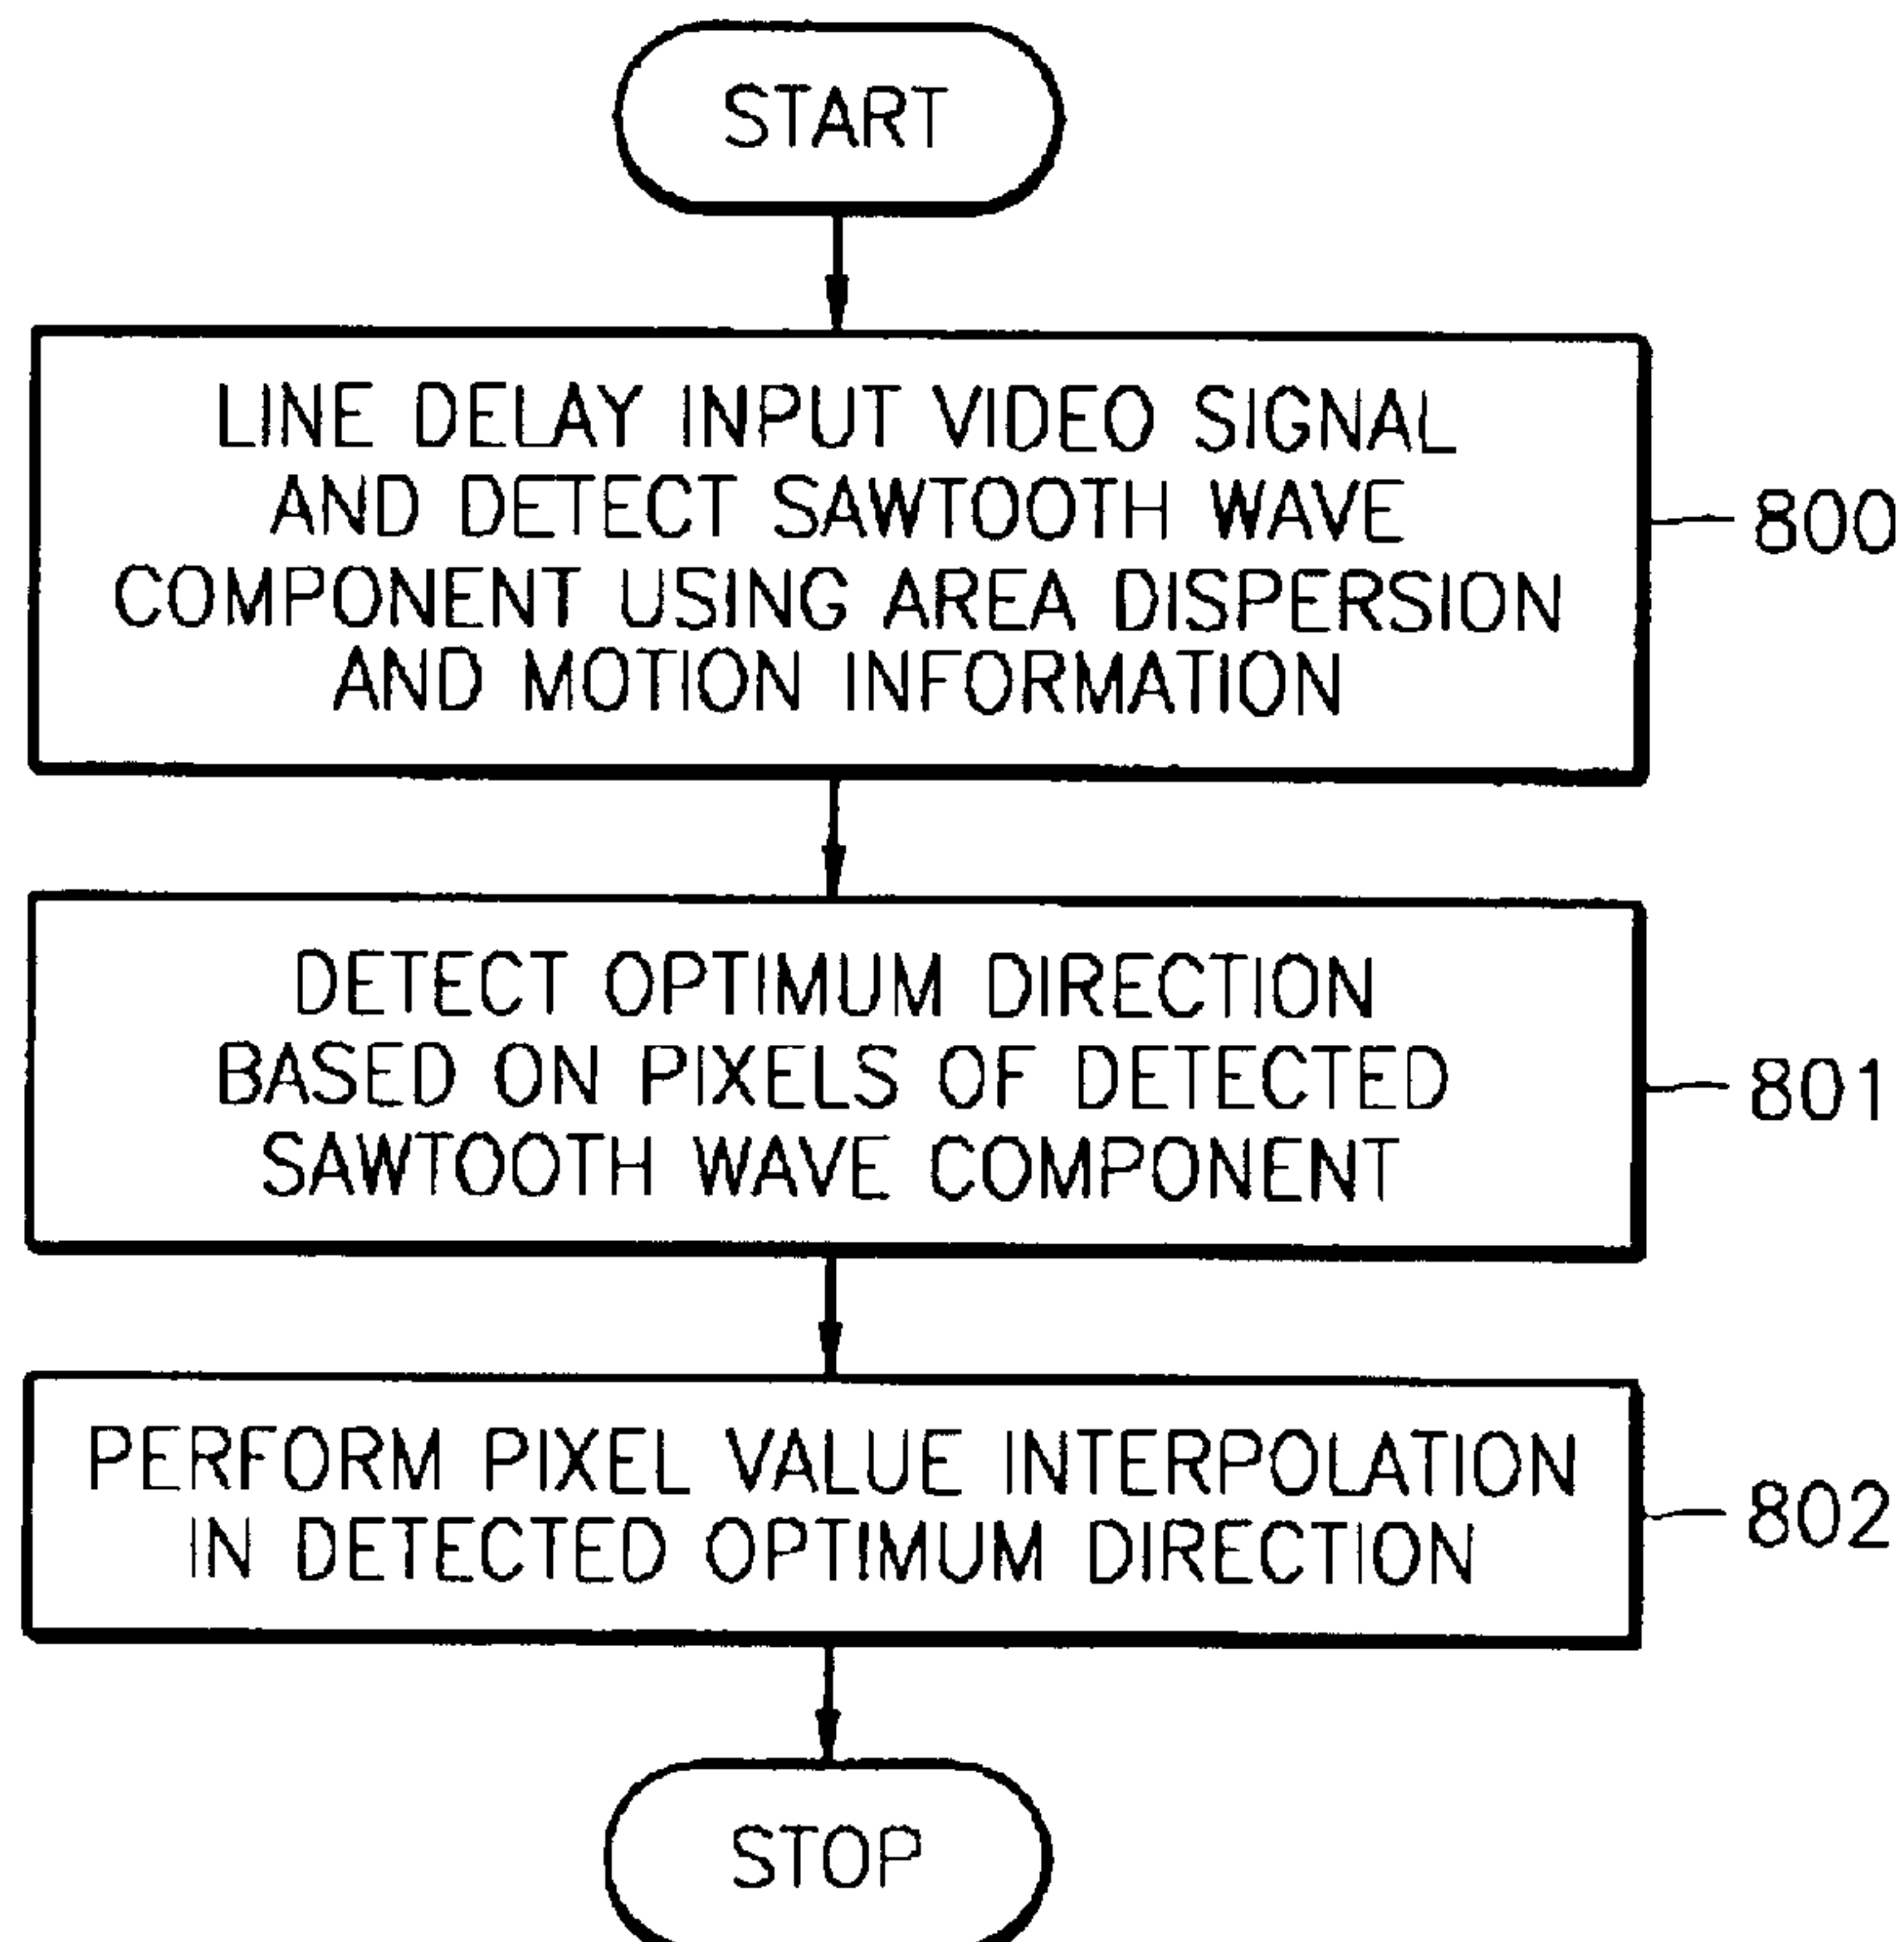 START
LINE DELAY INPUT VIDEO SIGNAL
AND DETECT SAWTOOTH WAVE
COMPONENT USING AREA DISPERSION
AND MOTION INFORMATION
800
DETECT OPTIMUM DIRECTION
BASED ON PIXELS OF DETECTED
SAWTOOTH WAVE COMPONENT
801
PERFORM PIXEL VALUE INTERPOLATION
IN DETECTED OPTIMUM DIRECTION
802
STOP